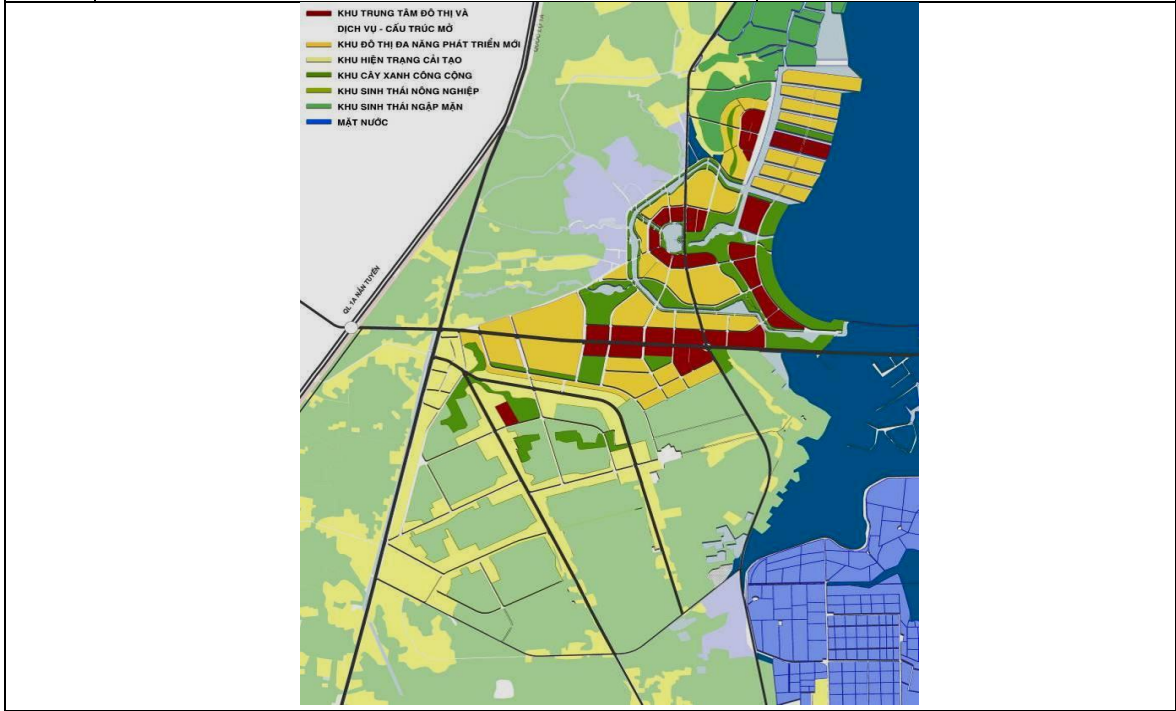 KHU TRUNG TÂM ĐÔ THỊ VÀ
DỊCH VỤ - CẤU TRÚC MỞ
KHU ĐÔ THỊ ĐA NĂNG PHÁT TRIỂN MỚI
KHU HIỆN TRẠNG CẢI TẠO
KHU CÂY XANH CÔNG CỘNG
KHU SINH THÁI NÔNG NGHIỆP
KHU SINH THÁI NGẬP MẶN
MẶT NƯỚC
QL 1A NẮN TUYẾN